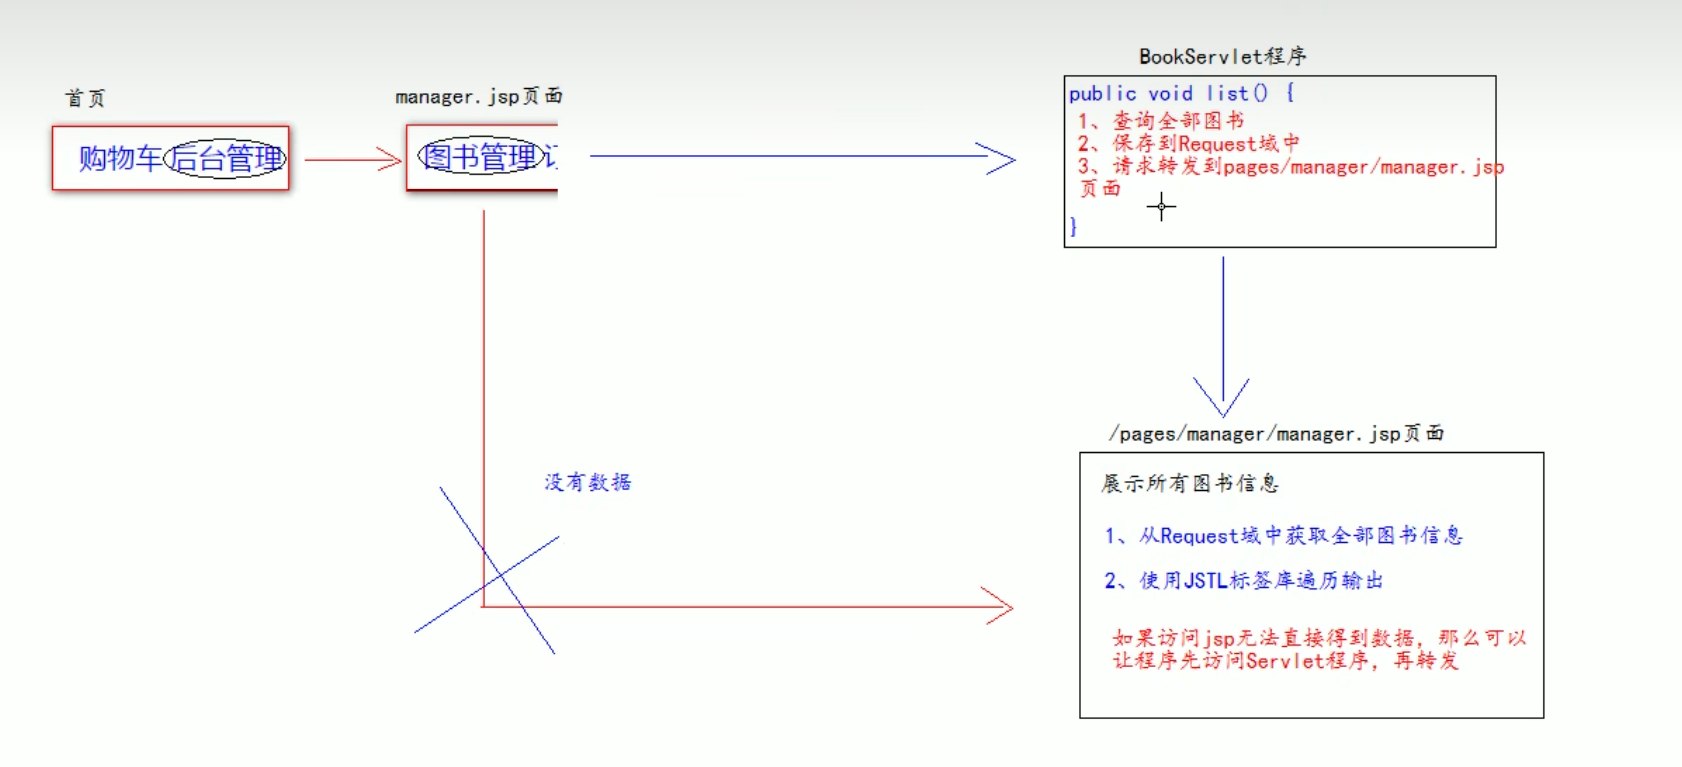 首页
购物车 后台管理
manager.jsp页面
图书管理
BookServlet程序
public void list() {
1、查询全部图书
2、保存到Request域中
3、请求转发到pages/manager/manager.jsp
页面
}
没有数据
/pages/manager/manager.jsp页面
展示所有图书信息
1、从Request域中获取全部图书信息
2、使用JSTL标签库遍历输出
如果访问jsp无法直接得到数据，那么可以
让程序先访问Servlet程序，再转发